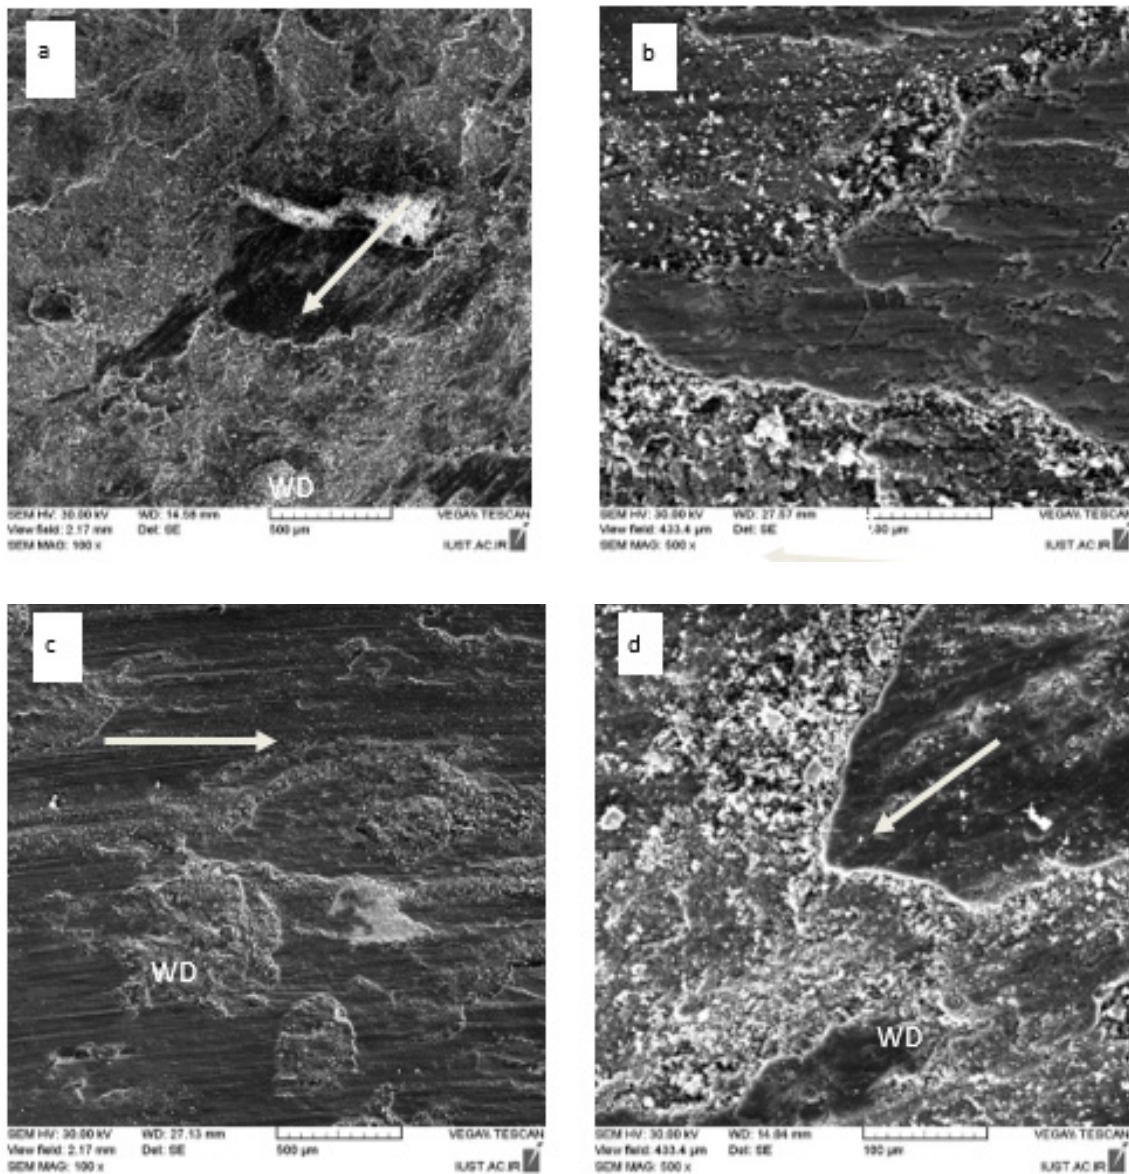 a
WD
SEM HV: 30.00 kV WD: 14.58 mm VEGA\\ TESCAN
View field: 2.17 mm Det: SE 500 µm
SEM MAG: 100 x IUST.AC.IR
b
SEM HV: 30.00 kV WD: 27.57 mm VEGA\\ TESCAN
View field: 433.4 µm Det: SE 100 µm
SEM MAG: 500 x IUST.AC.IR
c
WD
SEM HV: 30.00 kV WD: 27.13 mm VEGA\\ TESCAN
View field: 2.17 mm Det: SE 500 µm
SEM MAG: 100 x IUST.AC.IR
d
WD
SEM HV: 30.00 kV WD: 14.84 mm VEGA\\ TESCAN
View field: 433.4 µm Det: SE 100 µm
SEM MAG: 500 x IUST.AC.IR